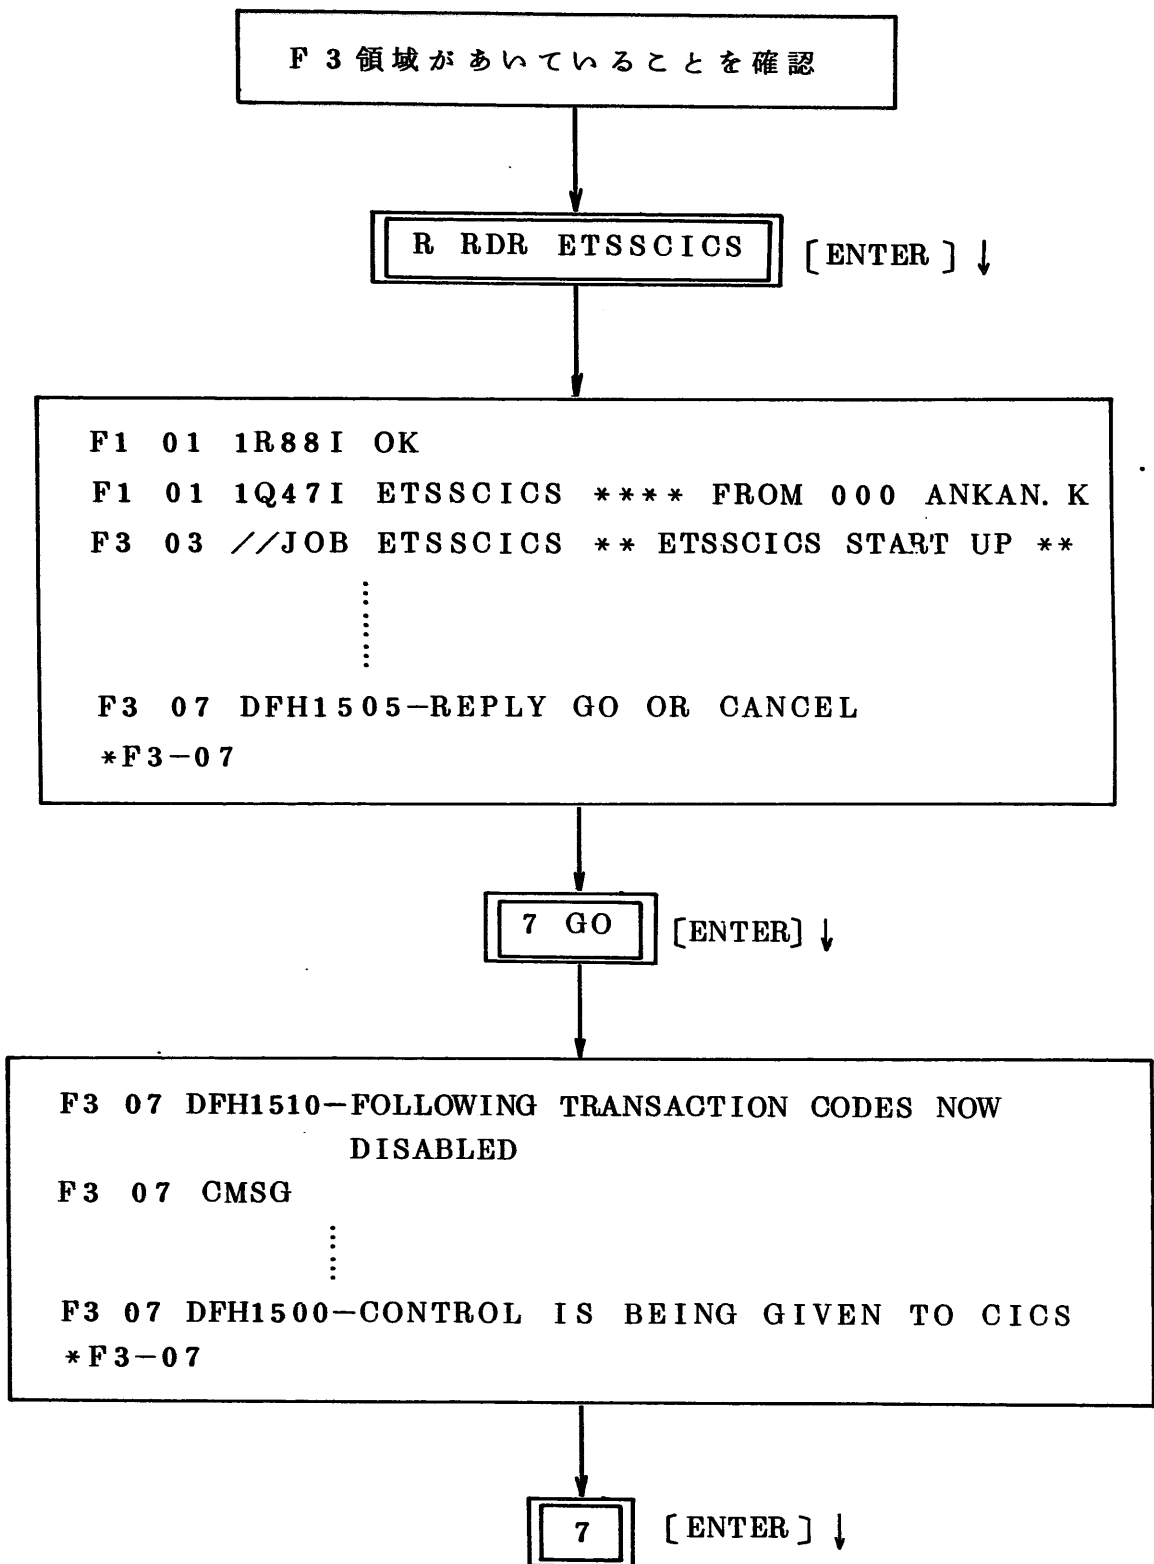 F3領域があいていることを確認
R RDR ETSSCICS [ENTER] ↓
F1 01 1R88I OK
F1 01 1Q47I ETSSCICS **** FROM 000 ANKAN.K
F3 03 //JOB ETSSCICS ** ETSSCICS START UP **
F3 07 DFH1505-REPLY GO OR CANCEL
*F3-07
7 GO [ENTER] ↓
F3 07 DFH1510-FOLLOWING TRANSACTION CODES NOW
DISABLED
F3 07 CMSG
F3 07 DFH1500-CONTROL IS BEING GIVEN TO CICS
*F3-07
7 [ENTER] ↓